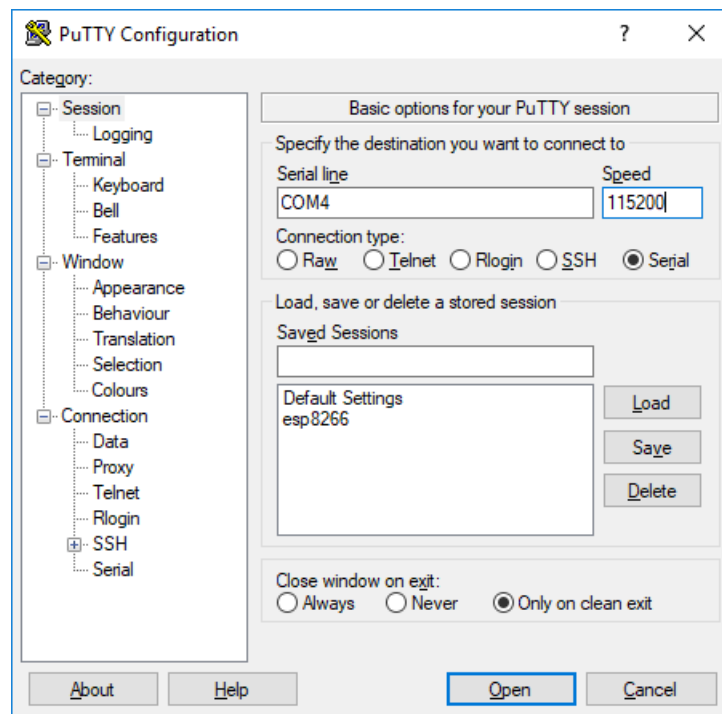 PuTTY Configuration
?
Category:
Session
Logging
Terminal
Keyboard
Bell
Features
Window
Appearance
Behaviour
Translation
Selection
Colours
Connection
Data
Proxy
Telnet
Rlogin
SSH
Serial
Basic options for your PuTTY session
Specify the destination you want to connect to
Serial line Speed
COM4 115200
Connection type:
Raw Telnet Rlogin SSH Serial
Load, save or delete a stored session
Saved Sessions
Default Settings
esp8266
Load
Save
Delete
Close window on exit:
Always Never Only on clean exit
About Help Open Cancel